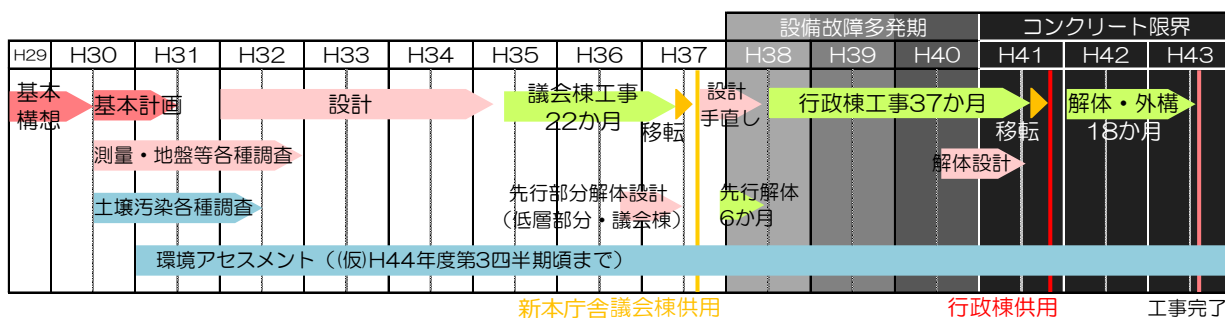 設備故障多発期 コンクリート限界
H29 H30 H31 H32 H33 H34 H35 H36 H37 H38 H39 H40 H41 H42 H43
基本
構想
基本計画
設計
議会棟工事
22か月
移転
設計
手直し
行政棟工事37か月
移転
解体・外構
18か月
測量・地盤等各種調査
解体設計
土壌汚染各種調査
先行部分解体設計
(低層部分・議会棟)
先行解体
6か月
環境アセスメント((仮)H44年度第3四半期頃まで)
新本庁舎議会棟供用
行政棟供用
工事完了